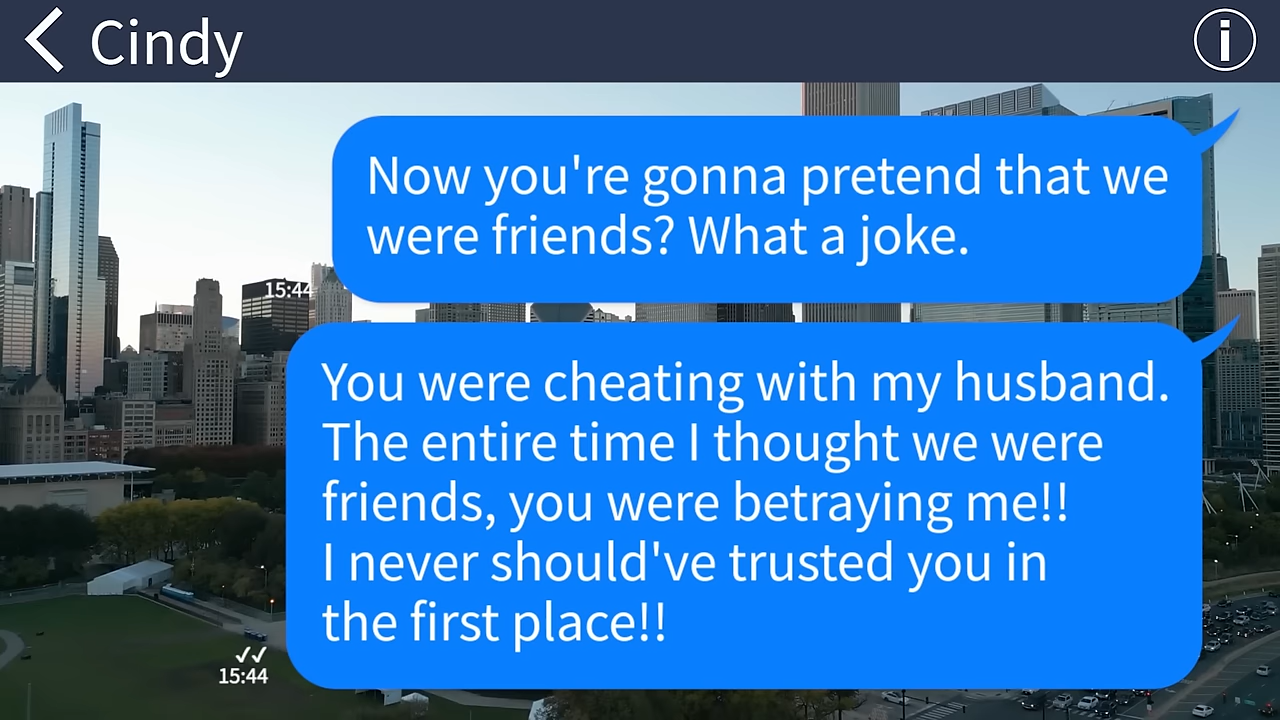 Cindy
Now you're gonna pretend that we
were friends? What a joke.
15:44
You were cheating with my husband.
The entire time I thought we were
friends, you were betraying me!!
I never should've trusted you in
the first place!!
15:44